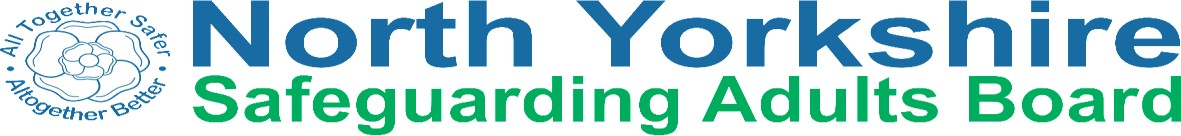 All Together Safer
Altogether Better
North Yorkshire
Safeguarding Adults Board